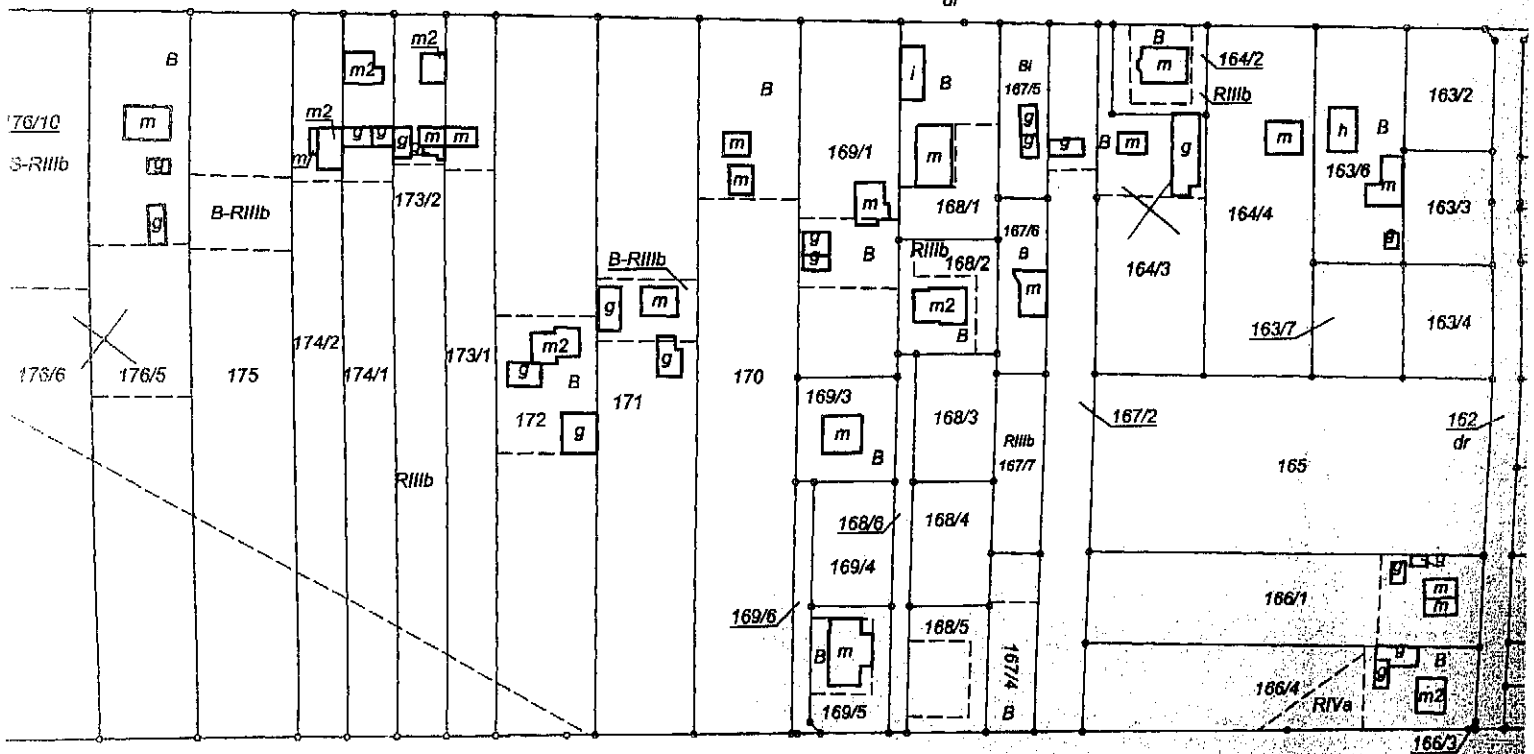 dr
B
m2
m2
B
B
i
B
Bi
167/5
B
m
164/2
RIIIb
163/2
176/10
m
m2
g
g
g
m
m
m
g
g
g
B
m
g
m
h
B
m
B-RIIIb
g
m
m
169/1
m
163/6
m
173/2
m
168/1
164/4
163/3
B-RIIIb
g
167/6
B
g
g
B
RIIIb
168/2
164/3
B-RIIIb
g
m
m2
B
m
163/7
163/4
174/2
m2
g
B
173/1
g
176/6
176/5
175
174/1
172
171
170
169/3
168/3
167/2
162
dr
g
m
B
RIIIb
167/7
165
RIIIb
168/6
168/4
169/4
g
g
m
m
166/1
169/6
168/5
B
m
167/4
B
g
g
B
166/4
RIVa
m2
169/5
166/3